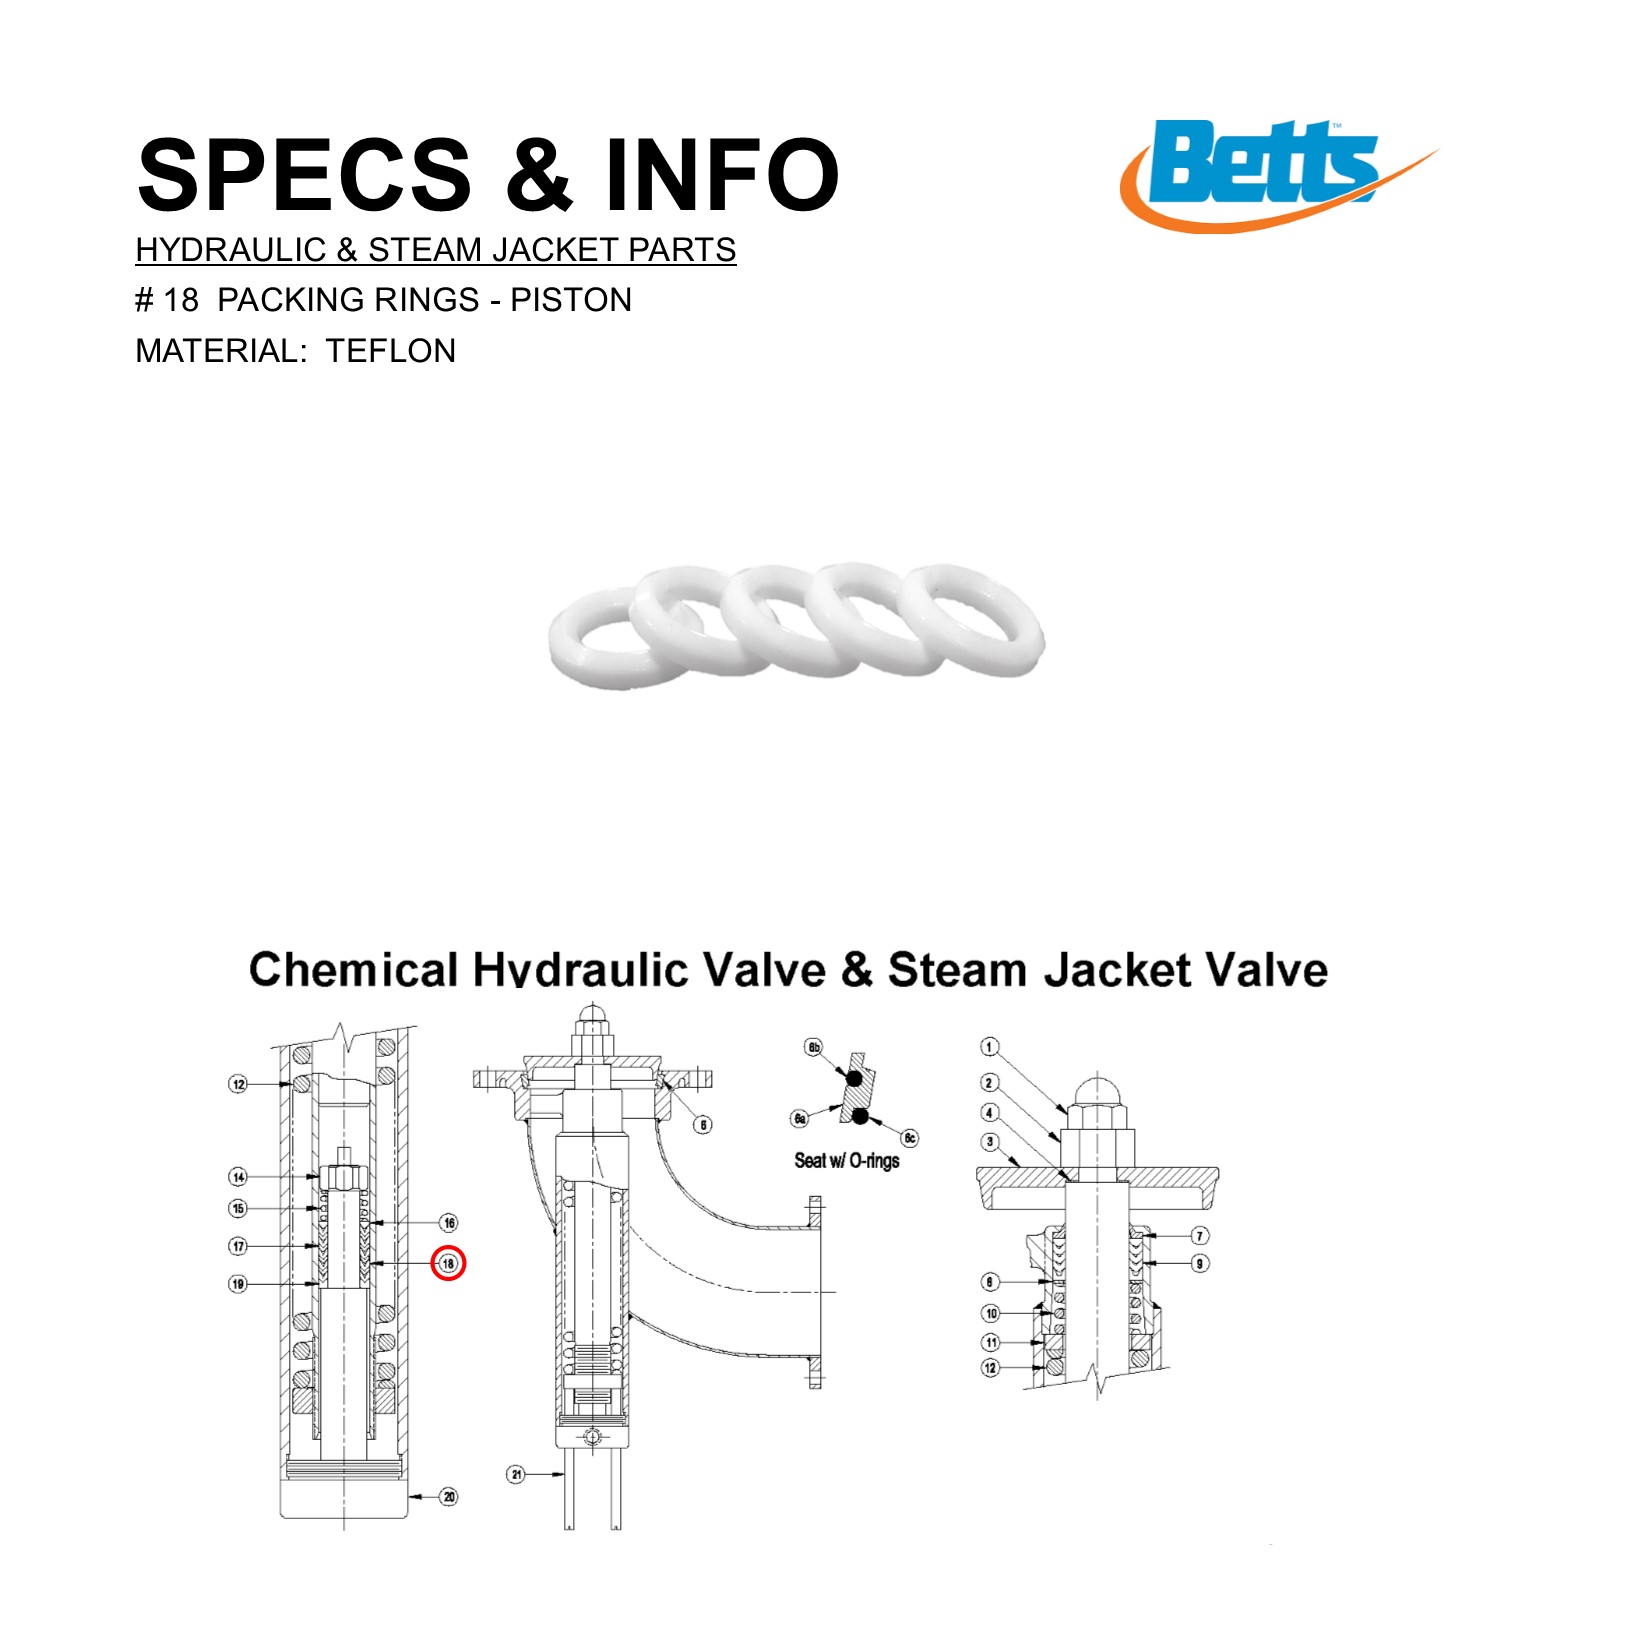 SPECS & INFO
Betts™
HYDRAULIC & STEAM JACKET PARTS
# 18 PACKING RINGS - PISTON
MATERIAL: TEFLON
Chemical Hydraulic Valve & Steam Jacket Valve
12
14
15
17
19
16
18
20
21
6
6b
6a
6c
Seat w/ O-rings
1
2
4
3
7
9
8
10
11
12